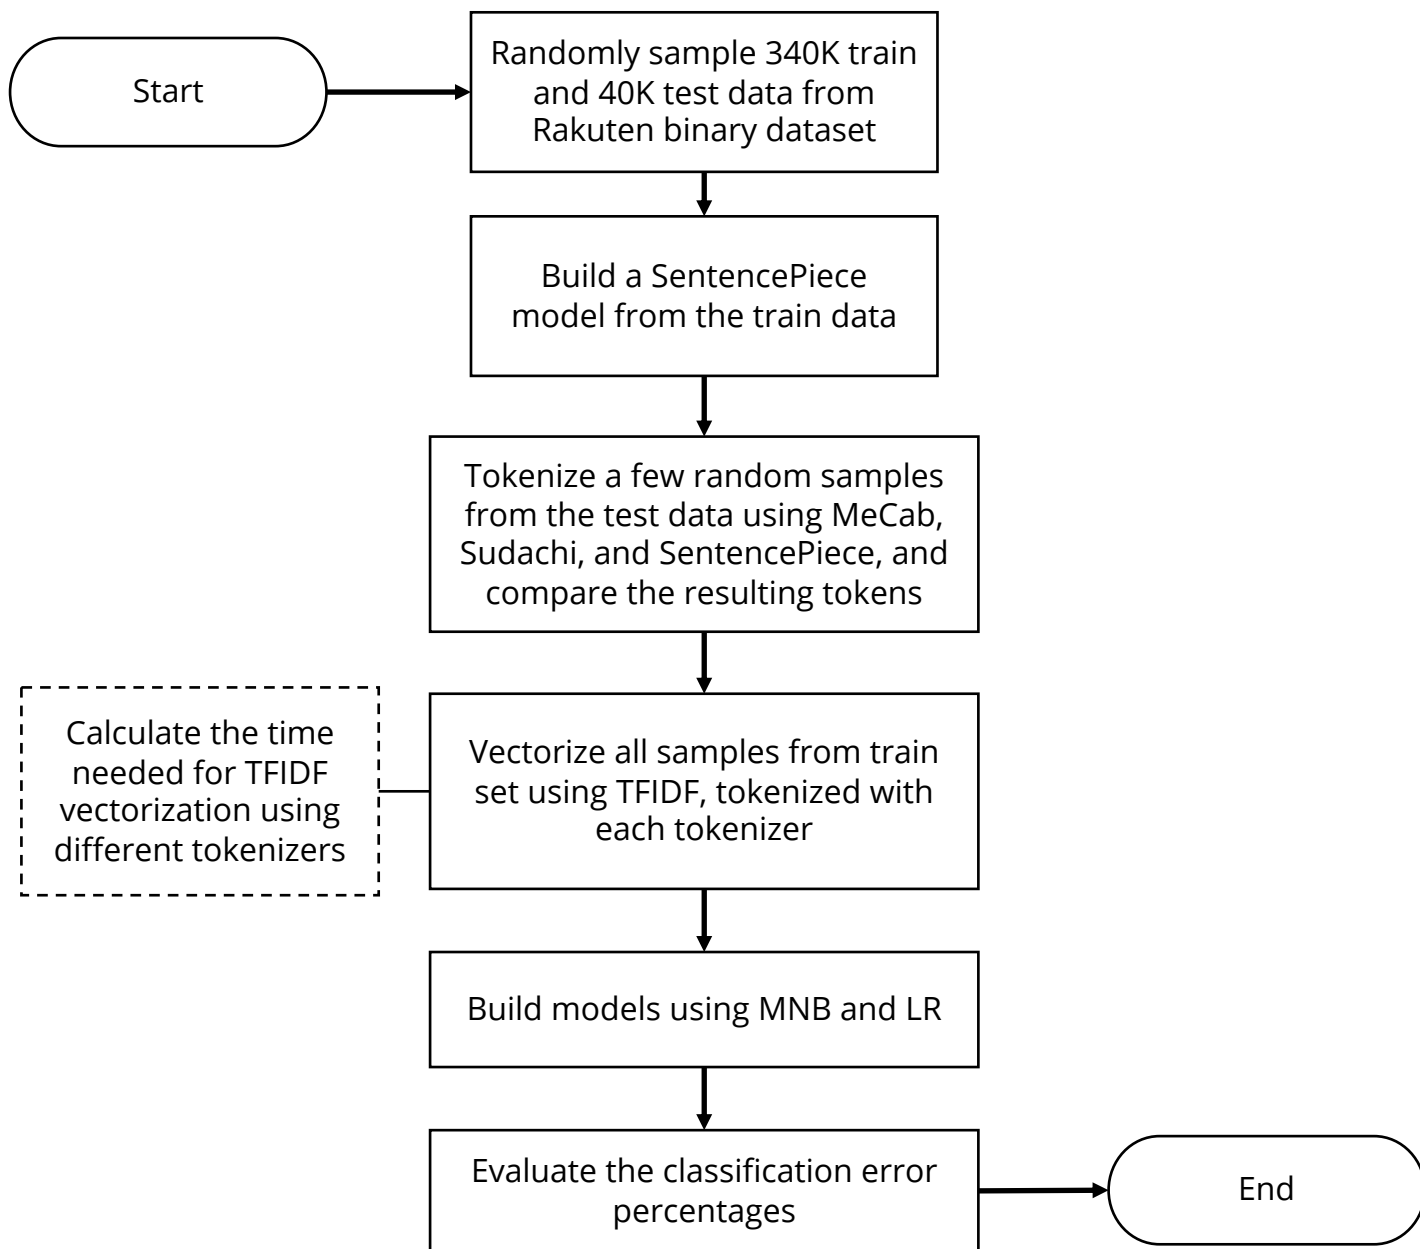 Start
Randomly sample 340K train
and 40K test data from
Rakuten binary dataset
Build a SentencePiece
model from the train data
Tokenize a few random samples
from the test data using MeCab,
Sudachi, and SentencePiece, and
compare the resulting tokens
Calculate the time
needed for TFIDF
vectorization using
different tokenizers
Vectorize all samples from train
set using TFIDF, tokenized with
each tokenizer
Build models using MNB and LR
Evaluate the classification error
percentages
End